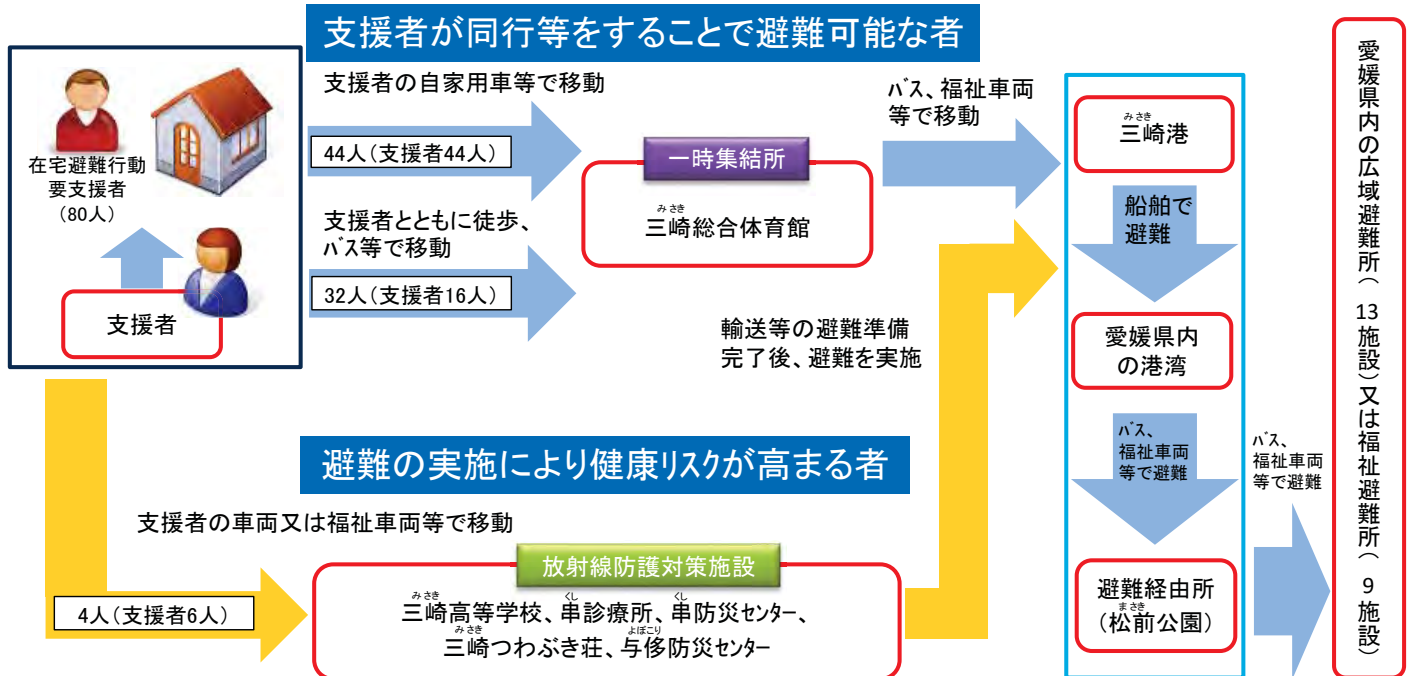 支援者が同行等をすることで避難可能な者
在宅避難行動
要支援者
(80人)
支援者
支援者の自家用車等で移動
44人(支援者44人)
支援者とともに徒歩、
バス等で移動
32人(支援者16人)
一時集結所
みさき
三崎総合体育館
バス、福祉車両
等で移動
輸送等の避難準備
完了後、避難を実施
避難の実施により健康リスクが高まる者
支援者の車両又は福祉車両等で移動
4人(支援者6人)
放射線防護対策施設
みさき くし くし
三崎高等学校、串診療所、串防災センター、
みさき よぼこり
三崎つわぶき荘、与侈防災センター
みさき
三崎港
船舶で
避難
愛媛県内
の港湾
バス、
福祉車両
等で避難
避難経由所
まさき
(松前公園)
バス、
福祉車両
等で避難
愛媛県内の広域避難所(13施設)又は福祉避難所(9施設)